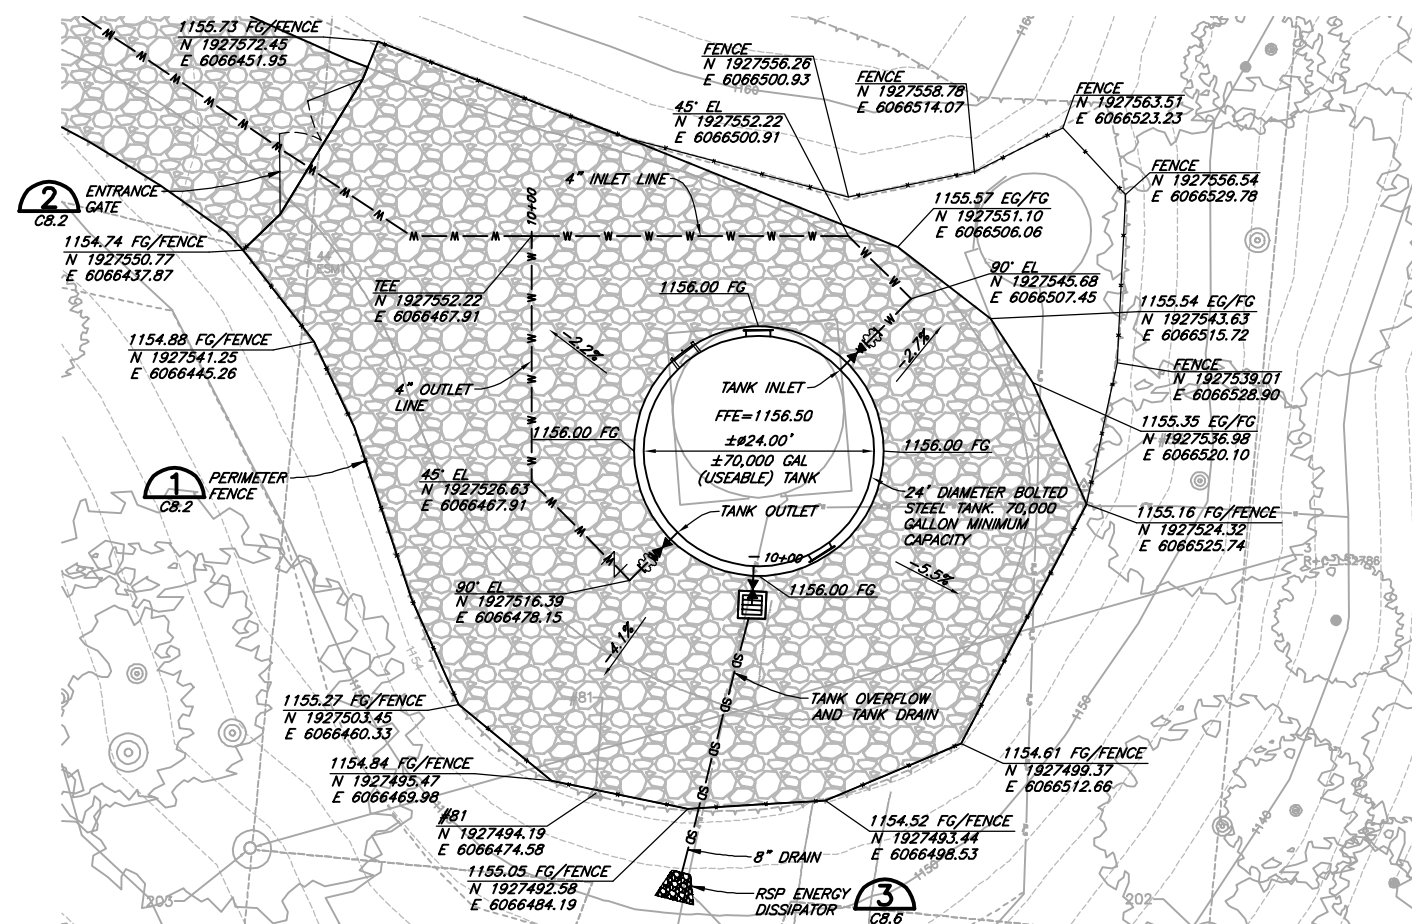 1155.73 FG/FENCE
N 1927572.45
E 6066451.95
FENCE
N 1927556.26
E 6066500.93
FENCE
N 1927558.78
E 6066514.07
FENCE
N 1927563.51
E 6066523.23
45° EL
N 1927552.22
E 6066500.91
FENCE
N 1927556.54
E 6066529.78
1160
1160
4" INLET LINE
2
C8.2
ENTRANCE
GATE
10+00
1155.57 EG/FG
N 1927551.10
E 6066506.06
1154.74 FG/FENCE
N 1927550.77
E 6066437.87
TEE
N 1927552.22
E 6066467.91
1156.00 FG
90° EL
N 1927545.68
E 6066507.45
1155.54 EG/FG
N 1927543.63
E 6066515.72
1154.88 FG/FENCE
N 1927541.25
E 6066445.26
-2.2%
-2.7%
FENCE
N 1927539.01
E 6066528.90
4" OUTLET
LINE
TANK INLET
FFE=1156.50
±ø24.00'
±70,000 GAL
(USEABLE) TANK
1156.00 FG
1156.00 FG
1155.35 EG/FG
N 1927536.98
E 6066520.10
1
C8.2
PERIMETER
FENCE
45° EL
N 1927526.63
E 6066467.91
TANK OUTLET
24' DIAMETER BOLTED
STEEL TANK. 70,000
GALLON MINIMUM
CAPACITY
1155.16 FG/FENCE
N 1927524.32
E 6066525.74
10+00
-5.5%
90° EL
N 1927516.39
E 6066478.15
1156.00 FG
-4.1%
1154
#81
1155.27 FG/FENCE
N 1927503.45
E 6066460.33
TANK OVERFLOW
AND TANK DRAIN
1150
1154.84 FG/FENCE
N 1927495.47
E 6066469.98
1154.61 FG/FENCE
N 1927499.37
E 6066512.66
#81
N 1927494.19
E 6066474.58
1154.52 FG/FENCE
N 1927493.44
E 6066498.53
1140
1155.05 FG/FENCE
N 1927492.58
E 6066484.19
8" DRAIN
RSP ENERGY
DISSIPATOR
3
C8.6
203
202